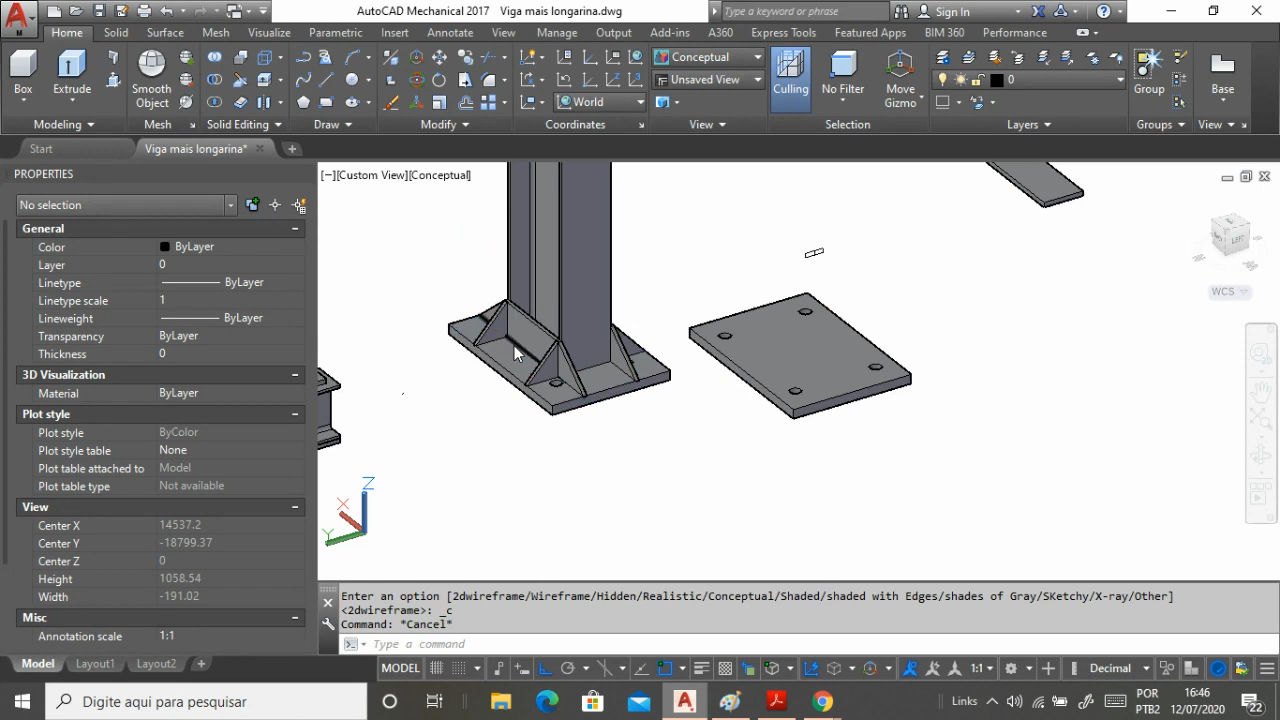 AutoCAD Mechanical 2017 Viga mais longarina.dwg
Type a keyword or phrase
Sign In
Home Solid Surface Mesh Visualize Parametric Insert Annotate View Manage Output Add-ins A360 Express Tools Featured Apps BIM 360 Performance
Box Extrude Smooth Object
Conceptual
Unsaved View
World
Culling No Filter Move Gizmo
0
Group Base
Modeling Mesh Solid Editing Draw Modify Coordinates View Selection Layers Groups View
Start Viga mais longarina*
PROPERTIES
No selection
General
Color ByLayer
Layer 0
Linetype ByLayer
Linetype scale 1
Lineweight ByLayer
Transparency ByLayer
Thickness 0
3D Visualization
Material ByLayer
Plot style
Plot style ByColor
Plot style table None
Plot table attached to Model
Plot table type Not available
View
Center X 14537.2
Center Y -18799.37
Center Z 0
Height 1058.54
Width -191.02
Misc
Annotation scale 1:1
[−][Custom View][Conceptual]
LEFT
WCS
Z
X
Y
Enter an option [2dwireframe/Wireframe/Hidden/Realistic/Conceptual/Shaded/shaded with Edges/shades of Gray/SKetchy/X-ray/Other]
<2dwireframe>: _c
Command: *Cancel*
Type a command
Model Layout1 Layout2
MODEL 1:1 Decimal
Digitaqui para pesquisar
Links
POR
PTB2
16:46
12/07/2020
22